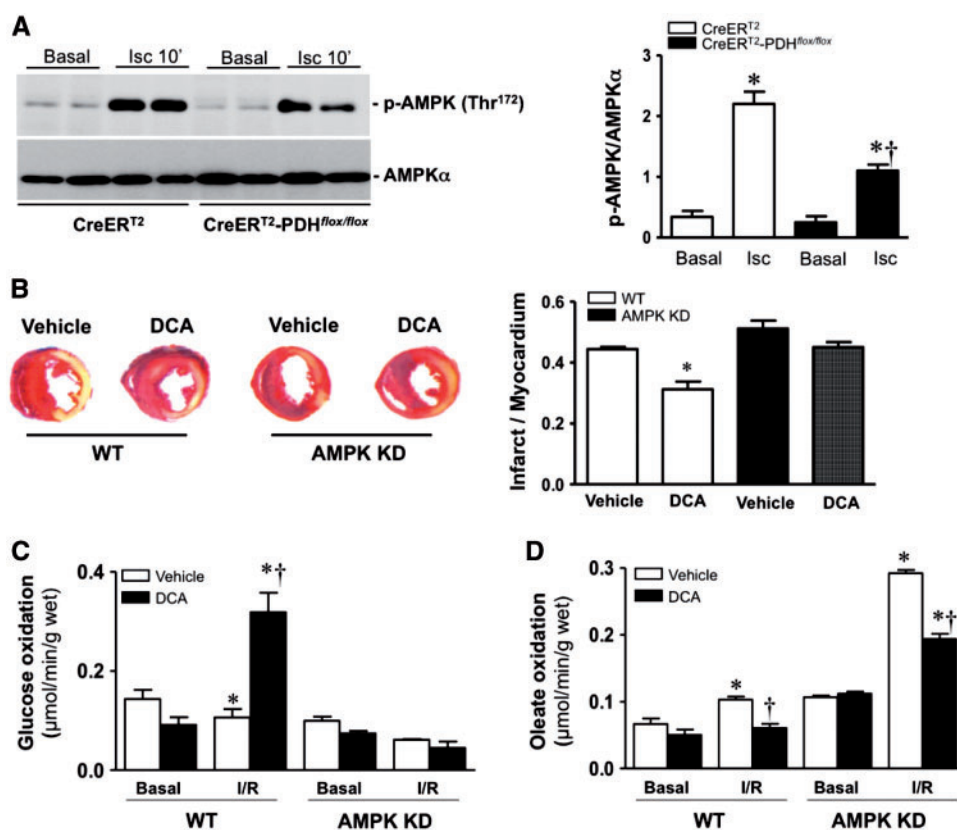 A
Basal Isc 10' Basal Isc 10'
- p-AMPK (Thr¹⁷²)
- AMPKα
CreERᵀ² CreERᵀ²-PDHᶠˡᵒˣ/ᶠˡᵒˣ
CreERᵀ²
CreERᵀ²-PDHᶠˡᵒˣ/ᶠˡᵒˣ
p-AMPK/AMPKα
3
2
1
0
*
*†
Basal Isc Basal Isc
B
Vehicle DCA Vehicle DCA
WT AMPK KD
WT
AMPK KD
Infarct / Myocardium
0.6
0.4
0.2
0.0
*
Vehicle DCA Vehicle DCA
C
Vehicle
DCA
Glucose oxidation
(µmol/min/g wet)
0.4
0.2
0.0
*
*†
Basal I/R Basal I/R
WT AMPK KD
D
Vehicle
DCA
Oleate oxidation
(µmol/min/g wet)
0.3
0.2
0.1
0.0
*
†
*
*†
Basal I/R Basal I/R
WT AMPK KD